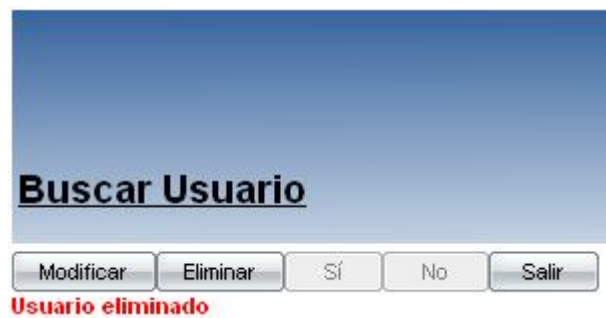 Buscar Usuario
Modificar Eliminar Sí No Salir
Usuario eliminado